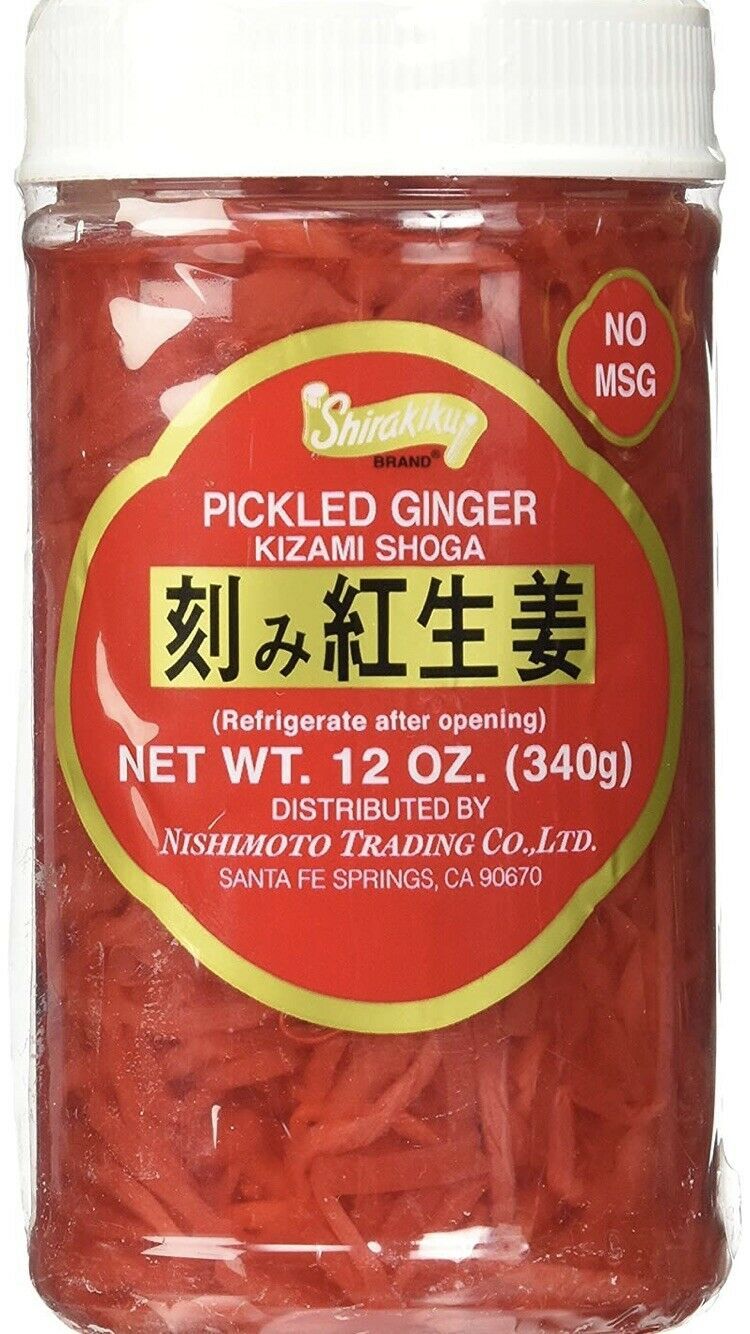 NO
MSG
Shirakiku
BRAND®
PICKLED GINGER
KIZAMI SHOGA
刻み紅生姜
(Refrigerate after opening)
NET WT. 12 OZ. (340g)
DISTRIBUTED BY
NISHIMOTO TRADING CO.,LTD.
SANTA FE SPRINGS, CA 90670